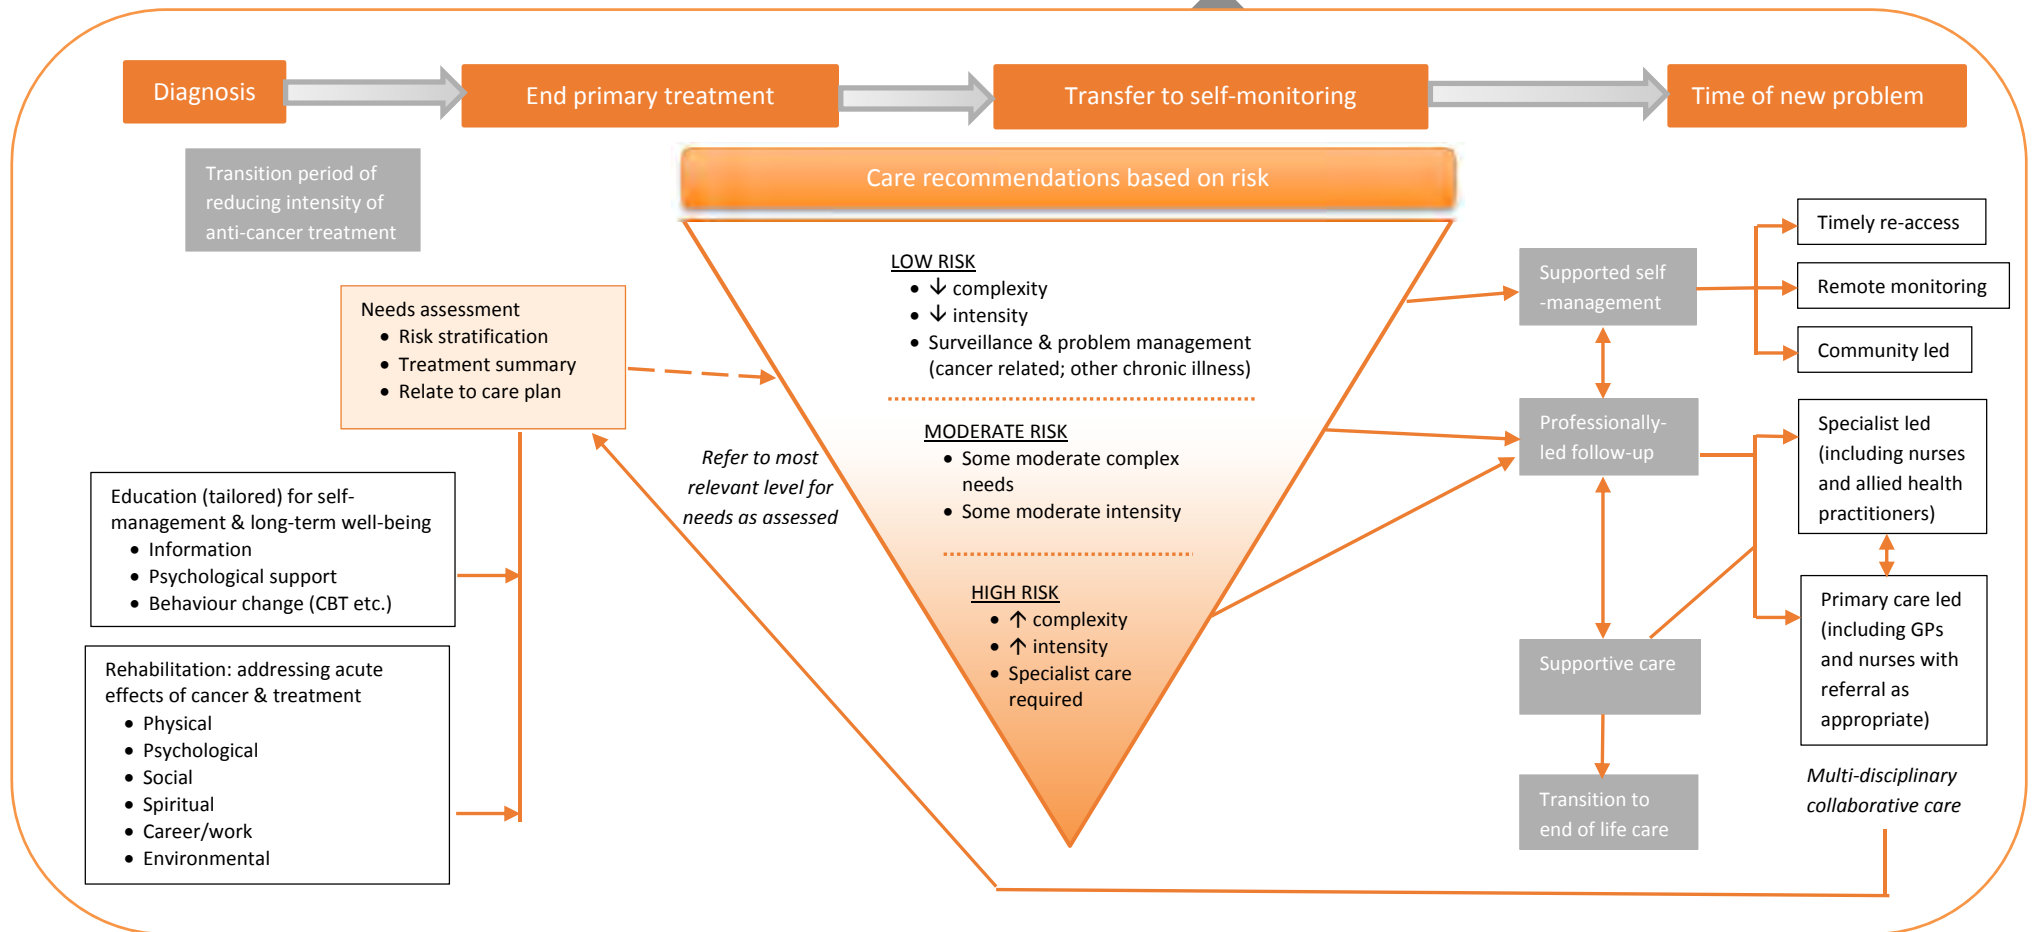 Diagnosis
End primary treatment
Transfer to self-monitoring
Time of new problem
Transition period of
reducing intensity of
anti-cancer treatment
Care recommendations based on risk
Needs assessment
• Risk stratification
• Treatment summary
• Relate to care plan
Education (tailored) for self-
management & long-term well-being
• Information
• Psychological support
• Behaviour change (CBT etc.)
Rehabilitation: addressing acute
effects of cancer & treatment
• Physical
• Psychological
• Social
• Spiritual
• Career/work
• Environmental
Refer to most
relevant level for
needs as assessed
LOW RISK
• ↓ complexity
• ↓ intensity
• Surveillance & problem management
(cancer related; other chronic illness)
MODERATE RISK
• Some moderate complex
needs
• Some moderate intensity
HIGH RISK
• ↑ complexity
• ↑ intensity
• Specialist care
required
Supported self
-management
Professionally-
led follow-up
Supportive care
Transition to
end of life care
Timely re-access
Remote monitoring
Community led
Specialist led
(including nurses
and allied health
practitioners)
Primary care led
(including GPs
and nurses with
referral as
appropriate)
Multi-disciplinary
collaborative care